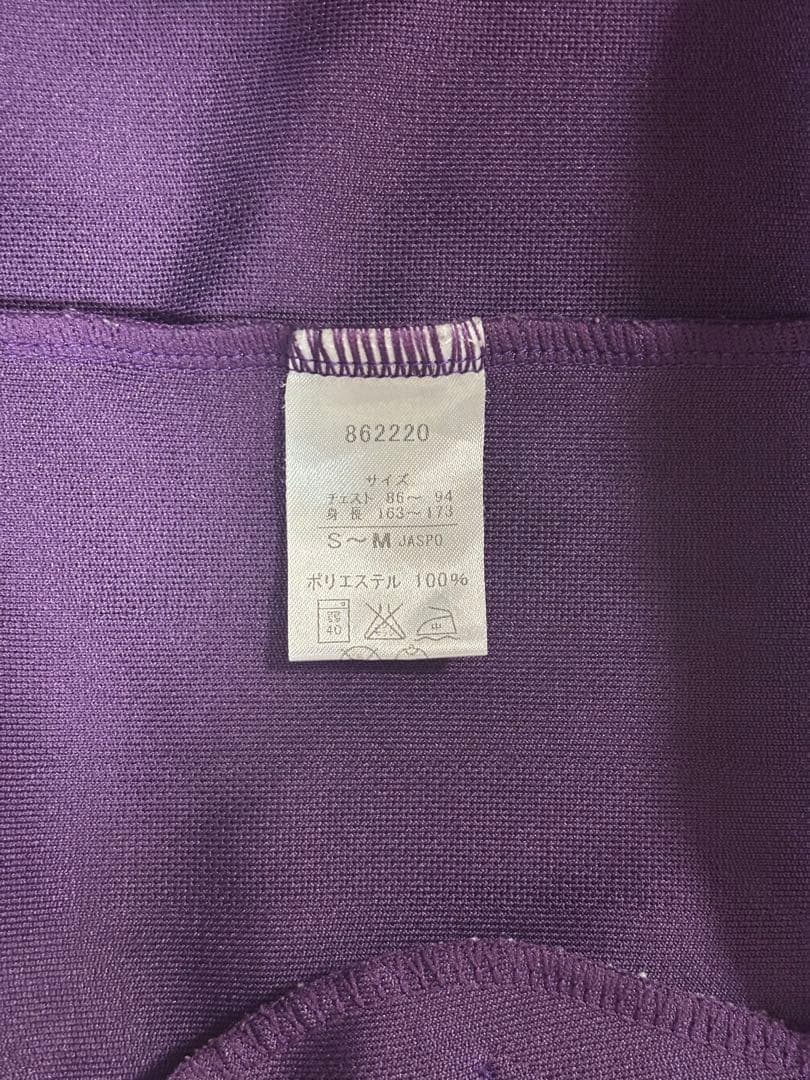 862220
サイズ
チェスト 86～ 94
身 長 163～173
S～M JASPO
ポリエステル 100%
40 中